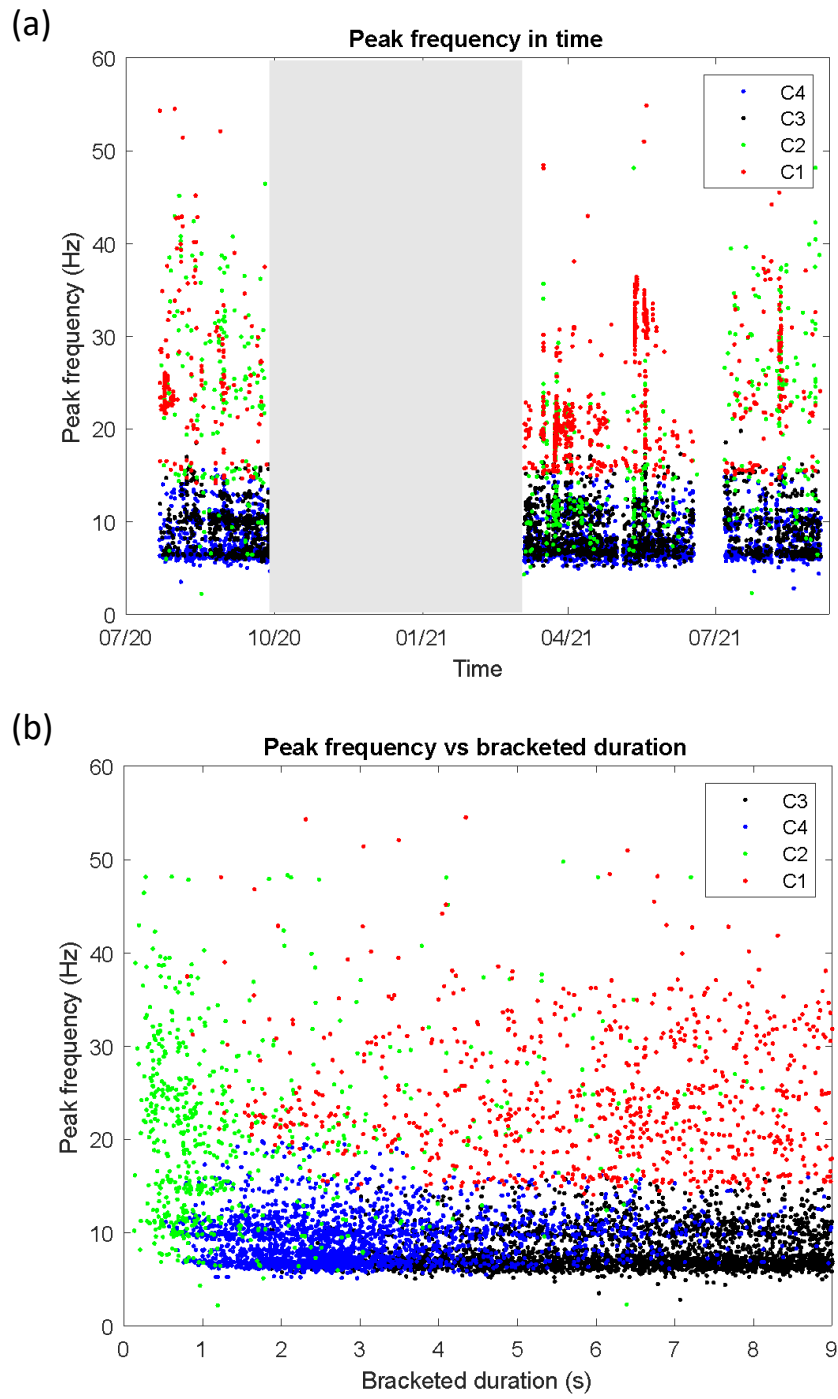 (a)
Peak frequency in time
60
50
40
30
20
10
0
Peak frequency (Hz)
C4
C3
C2
C1
07/20
10/20
01/21
04/21
07/21
Time
(b)
Peak frequency vs bracketed duration
60
50
40
30
20
10
0
Peak frequency (Hz)
C3
C4
C2
C1
0
1
2
3
4
5
6
7
8
9
Bracketed duration (s)